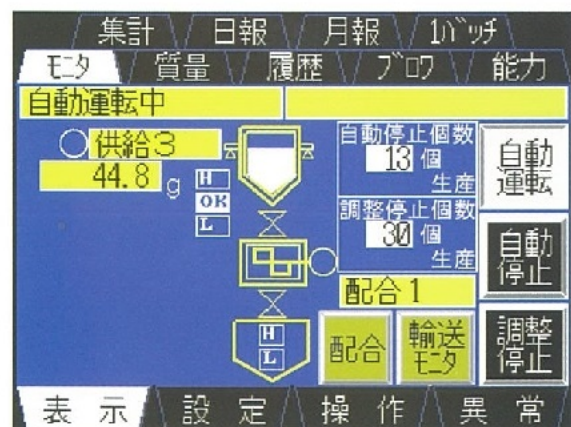 集計 日報 月報 1ﾊﾞｯﾁ
ﾓﾆﾀ 質量 履歴 ﾌﾞﾛﾜ 能力
自動運転中
供給3
44.8 g
H
OK
L
自動停止個数
13 個
生産
調整停止個数
30 個
生産
配合1
H
L
配合
輸送
ﾓﾆﾀ
自動
運転
自動
停止
調整
停止
表 示 設 定 操 作 異 常